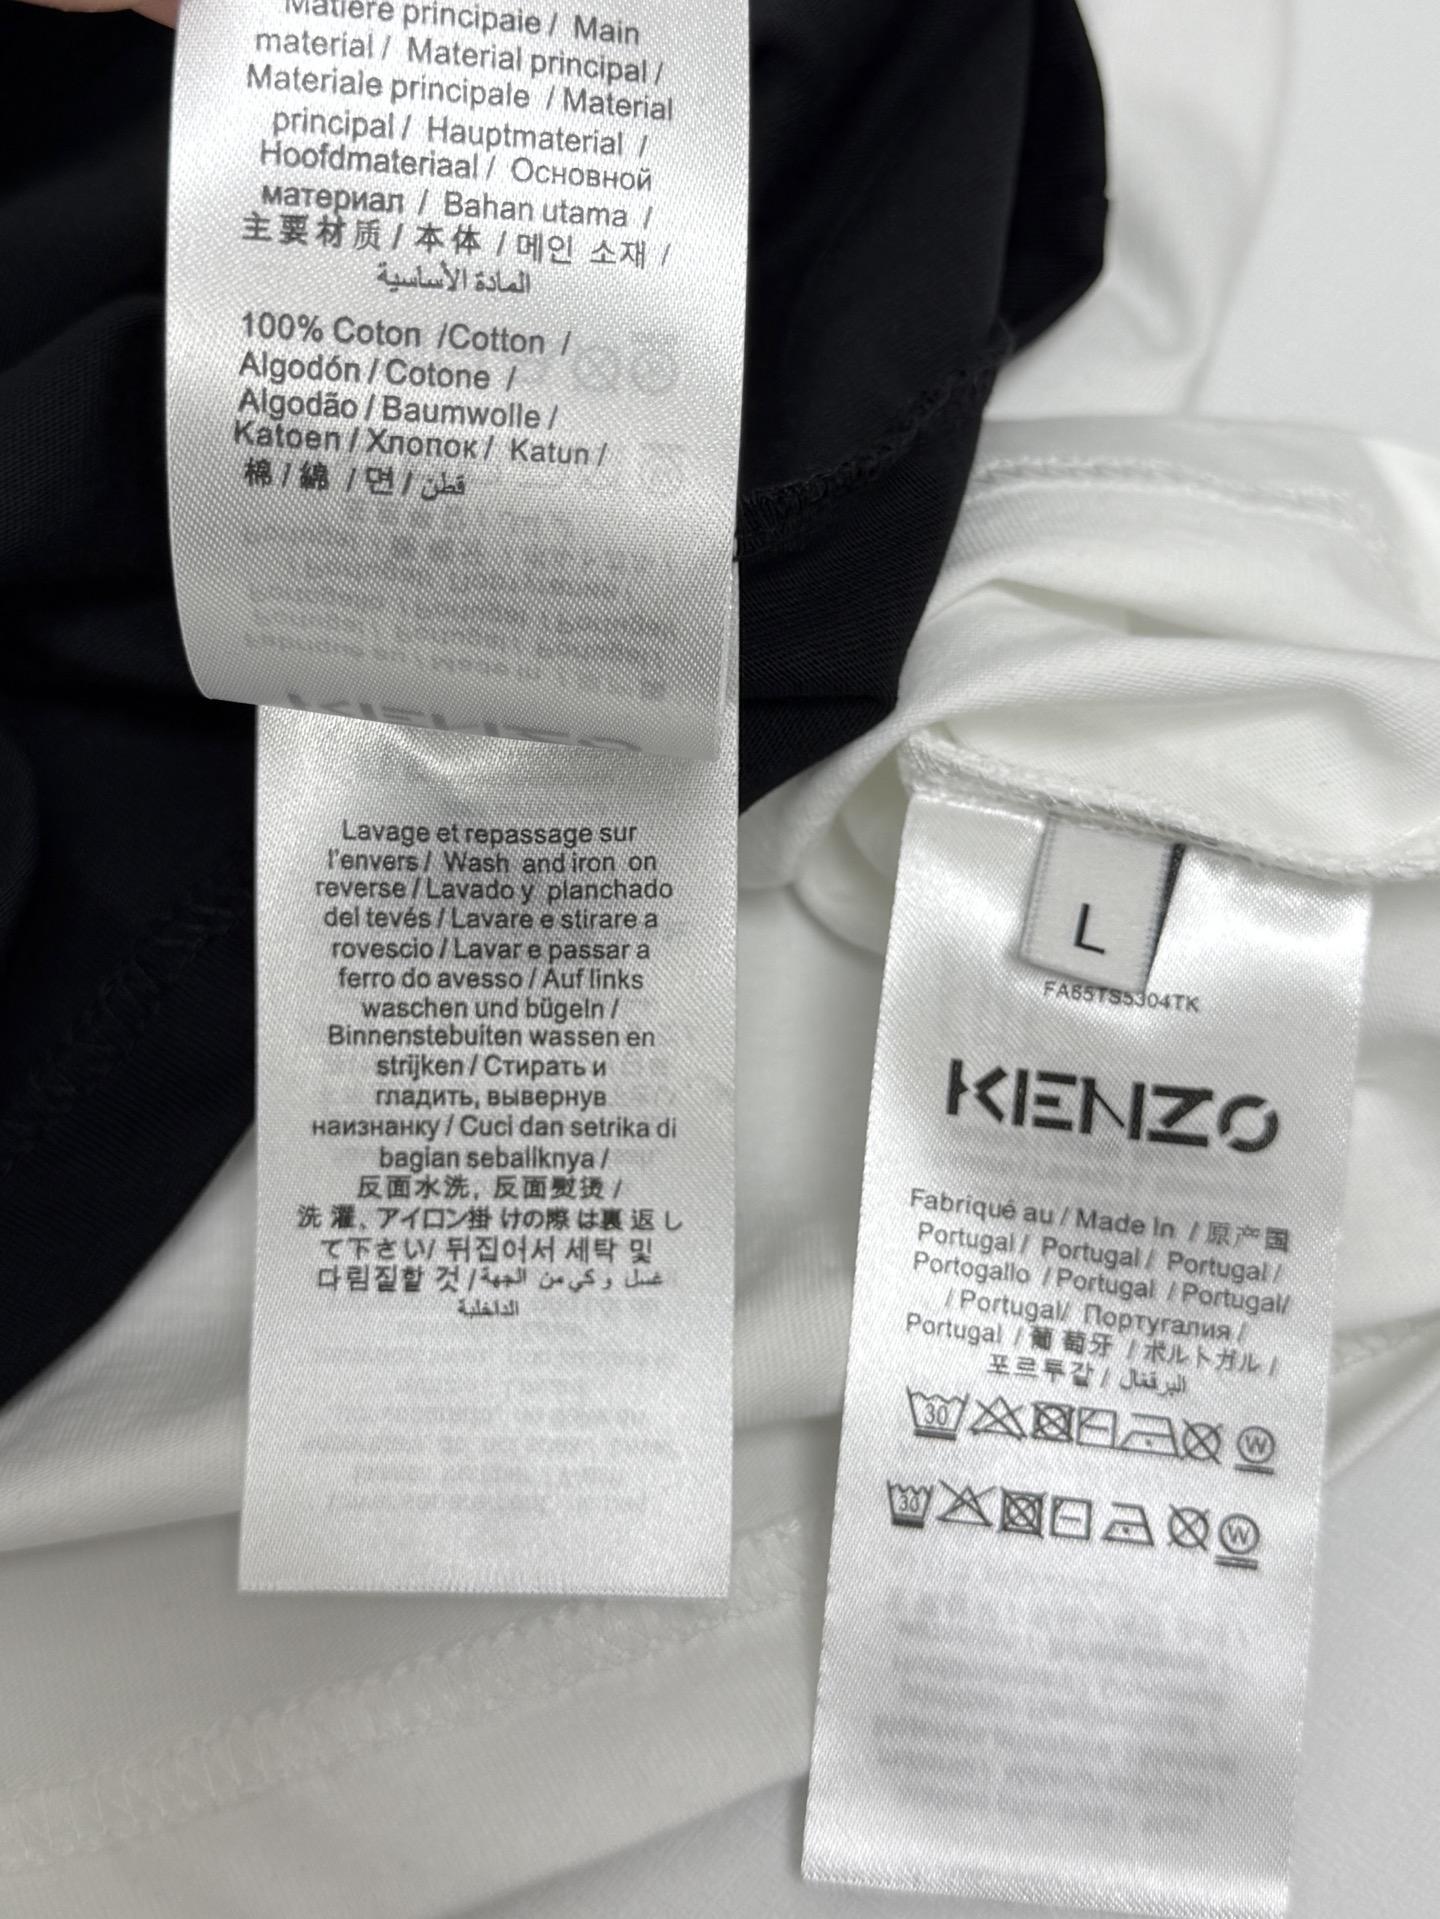 Matière principale / Main
material / Material principal /
Materiale principale / Material
principal / Hauptmaterial /
Hoofdmateriaal / Основной
материал / Bahan utama /
主要材质 / 本体 / 메인 소재 /
المادة الأساسية
100% Coton /Cotton /
Algodón / Cotone /
Algodão / Baumwolle /
Katoen / Хлопок / Katun /
棉 / 綿 / 면 / قطن
KENZO
Lavage et repassage sur
l'envers / Wash and iron on
reverse / Lavado y planchado
del tevés / Lavare e stirare a
rovescio / Lavar e passar a
ferro do avesso / Auf links
waschen und bügeln /
Binnenstebuiten wassen en
strijken / Стирать и
гладить, вывернув
наизнанку / Cuci dan setrika di
bagian sebaliknya /
反面水洗, 反面熨烫 /
洗 濯、アイロン掛 けの際 は裏 返 し
て下さい/ 뒤집어서 세탁 및
다림질할 것 / غسل و كي من الجهة
الداخلية
L
FA65TS5304TK
KENZO
Fabriqué au / Made In / 原产国
Portugal / Portugal / Portugal /
Portogallo / Portugal / Portugal/
/ Portugal/ Португалия /
Portugal / 葡萄牙 / ポルトガル /
포르투갈 / البرتغال
30 W
30 W